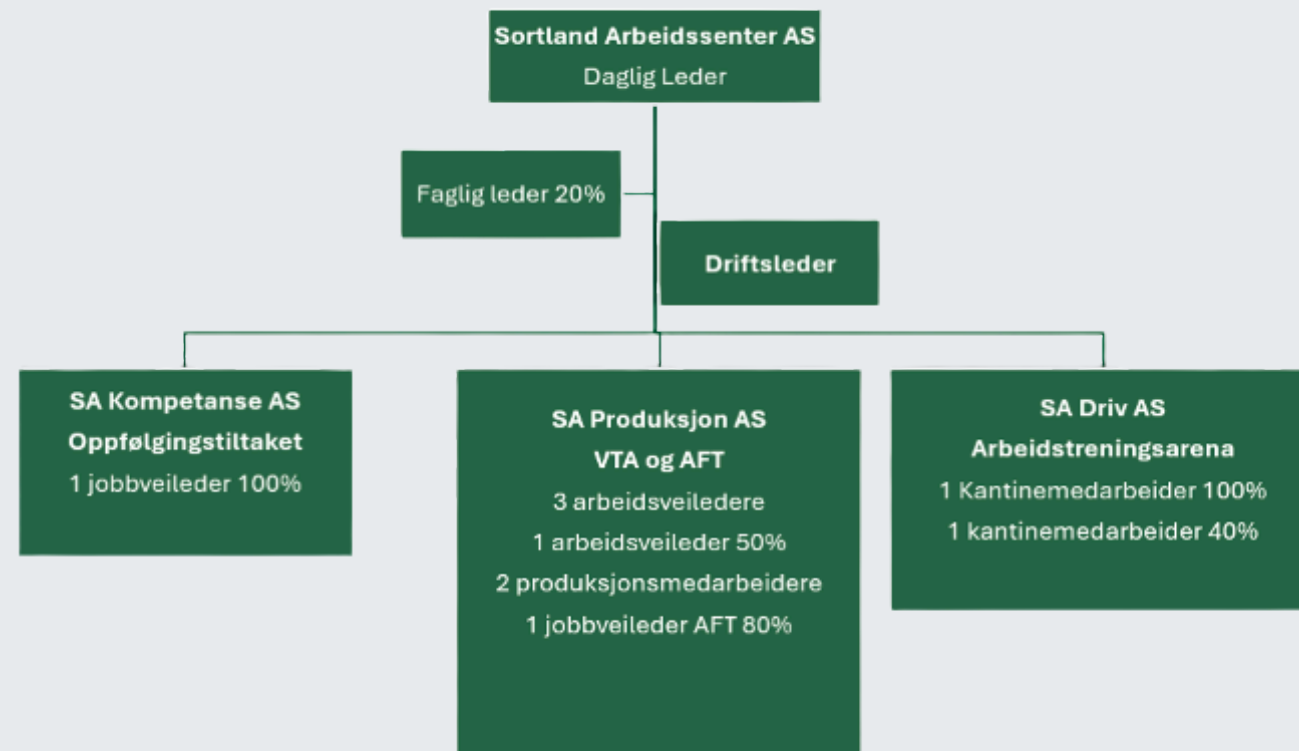 Sortland Arbeidssenter AS
Daglig Leder
Faglig leder 20%
Driftsleder
SA Kompetanse AS
Oppfølgingstiltaket
1 jobbveileder 100%
SA Produksjon AS
VTA og AFT
3 arbeidsveiledere
1 arbeidsveileder 50%
2 produksjonsmedarbeidere
1 jobbveileder AFT 80%
SA Driv AS
Arbeidstreningsarena
1 Kantinemedarbeider 100%
1 kantinemedarbeider 40%